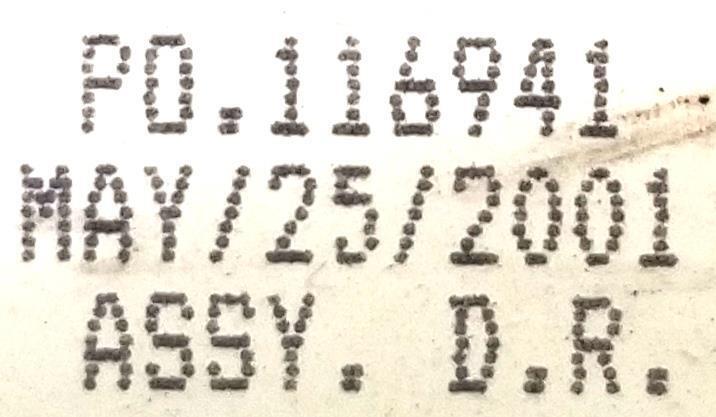 PO.116941
MAY/25/2001
ASSY. D.R.